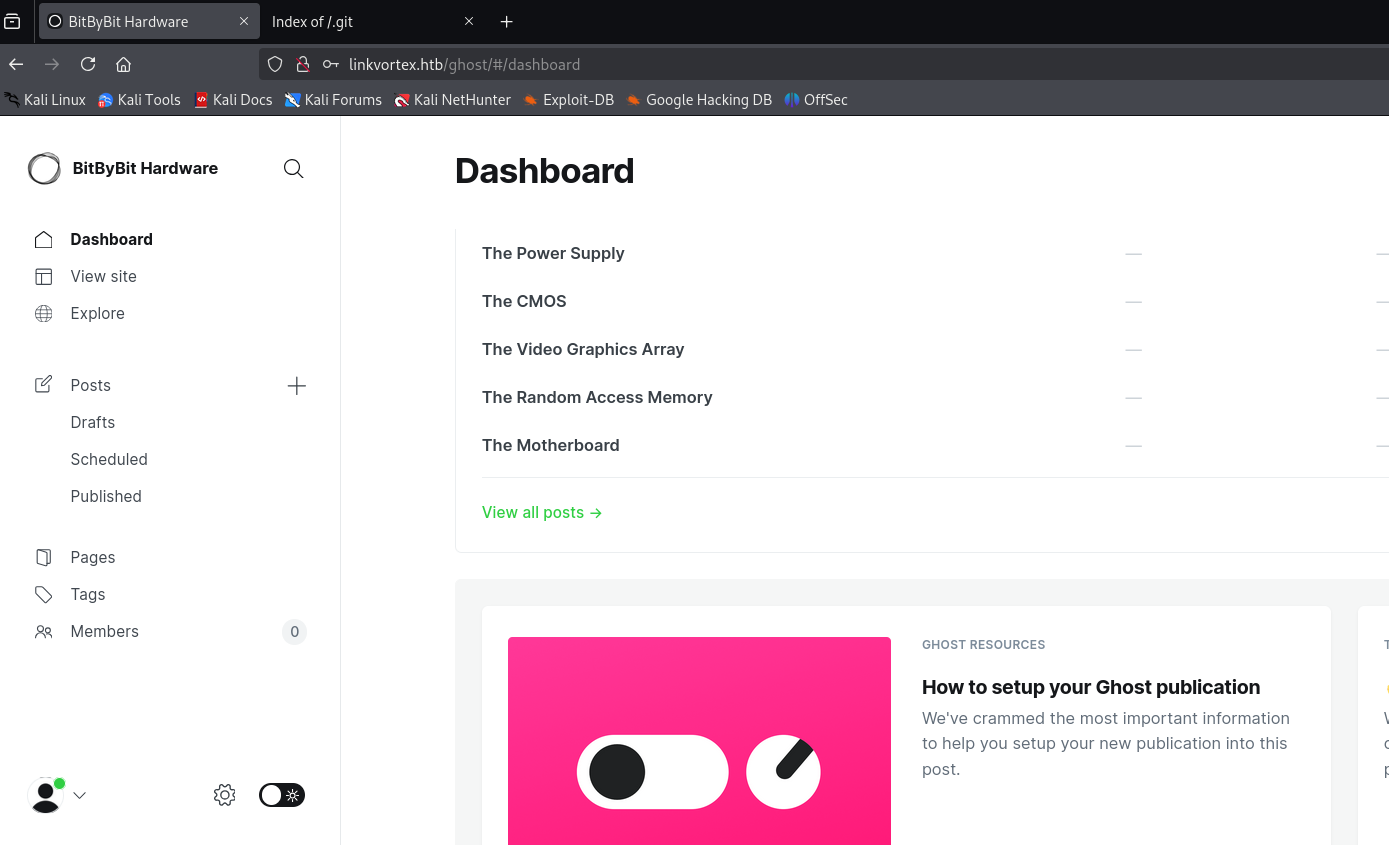 BitByBit Hardware
Index of /.git
linkvortex.htb/ghost/#/dashboard
Kali Linux Kali Tools Kali Docs Kali Forums Kali NetHunter Exploit-DB Google Hacking DB OffSec
BitByBit Hardware
Dashboard
View site
Explore
Posts
Drafts
Scheduled
Published
Pages
Tags
Members 0
Dashboard
The Power Supply — —
The CMOS — —
The Video Graphics Array — —
The Random Access Memory — —
The Motherboard — —
View all posts →
GHOST RESOURCES
How to setup your Ghost publication
We've crammed the most important information
to help you setup your new publication into this
post.